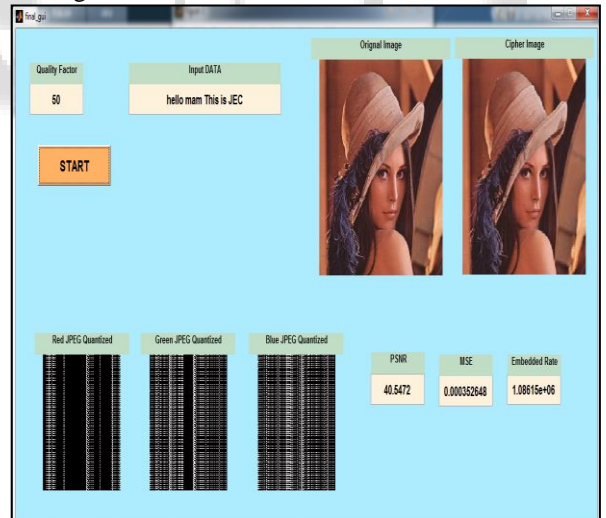 final_gui
Orignal Image
Cipher Image
Quality Factor
Input DATA
50
hello mam This is JEC
START
Red JPEG Quantized
Green JPEG Quantized
Blue JPEG Quantized
PSNR
MSE
Embedded Rate
40.5472
0.000352648
1.08615e+06